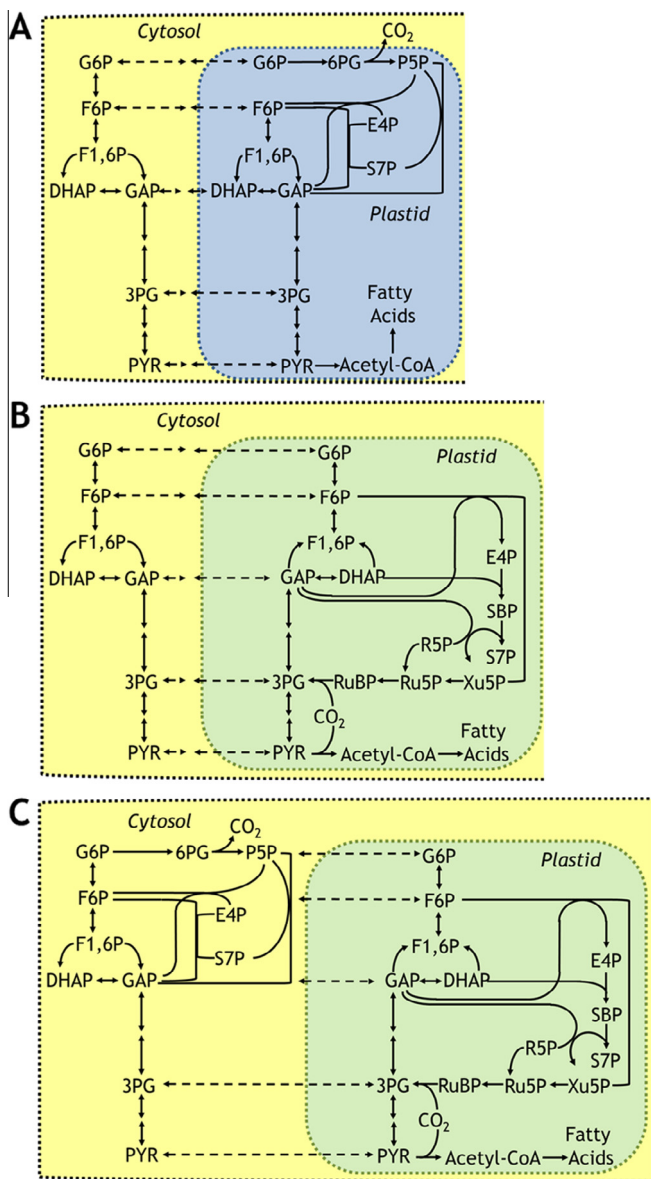 A
Cytosol
CO2
G6P 6PG P5P
G6P
F6P F6P
E4P
F1,6P F1,6P
S7P
DHAP GAP DHAP GAP
Plastid
3PG 3PG
Fatty
Acids
PYR PYR Acetyl-CoA
B
Cytosol
G6P G6P
Plastid
F6P F6P
F1,6P F1,6P
E4P
DHAP GAP GAP DHAP
SBP
R5P
S7P
3PG 3PG RuBP Ru5P Xu5P
CO2
Fatty
PYR PYR Acetyl-CoA Acids
C
Cytosol
CO2
G6P 6PG P5P G6P
Plastid
F6P F6P
E4P
F1,6P F1,6P
S7P E4P
DHAP GAP GAP DHAP
SBP
R5P
S7P
3PG 3PG RuBP Ru5P Xu5P
CO2
Fatty
PYR PYR Acetyl-CoA Acids